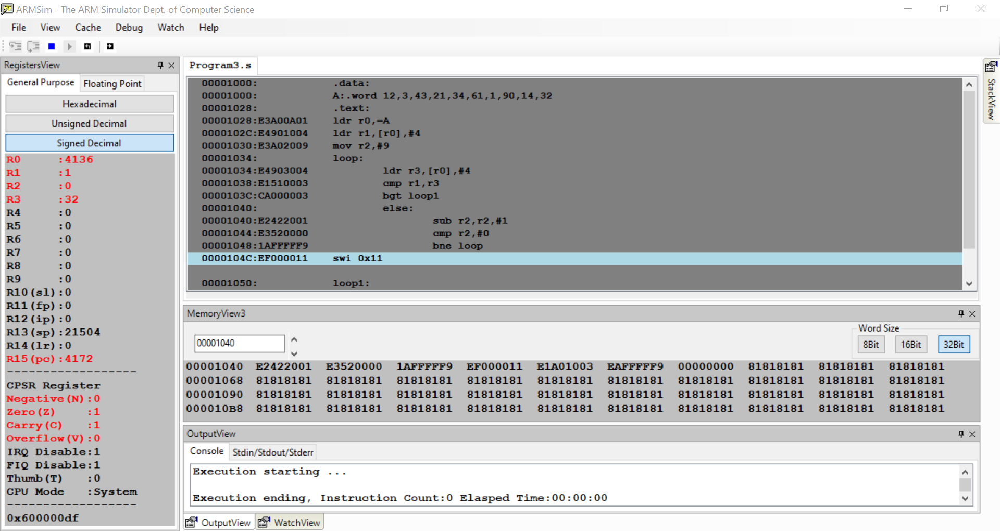 ARMSim - The ARM Simulator Dept. of Computer Science
File View Cache Debug Watch Help
RegistersView
General Purpose Floating Point
Hexadecimal
Unsigned Decimal
Signed Decimal
R0 :4136
R1 :1
R2 :0
R3 :32
R4 :0
R5 :0
R6 :0
R7 :0
R8 :0
R9 :0
R10(sl):0
R11(fp):0
R12(ip):0
R13(sp):21504
R14(lr):0
R15(pc):4172
-------------------
CPSR Register
Negative(N):0
Zero(Z) :1
Carry(C) :1
Overflow(V):0
IRQ Disable:1
FIQ Disable:1
Thumb(T) :0
CPU Mode :System
-------------------
0x600000df
Program3.s
00001000: .data:
00001000: A:.word 12,3,43,21,34,61,1,90,14,32
00001028: .text:
00001028:E3A00A01 ldr r0,=A
0000102C:E4901004 ldr r1,[r0],#4
00001030:E3A02009 mov r2,#9
00001034: loop:
00001034:E4903004 ldr r3,[r0],#4
00001038:E1510003 cmp r1,r3
0000103C:CA000003 bgt loop1
00001040: else:
00001040:E2422001 sub r2,r2,#1
00001044:E3520000 cmp r2,#0
00001048:1AFFFFF9 bne loop
0000104C:EF000011 swi 0x11
00001050: loop1:
StackView
MemoryView3
00001040
Word Size
8Bit 16Bit 32Bit
00001040 E2422001 E3520000 1AFFFFF9 EF000011 E1A01003 EAFFFFF9 00000000 81818181 81818181 81818181
00001068 81818181 81818181 81818181 81818181 81818181 81818181 81818181 81818181 81818181 81818181
00001090 81818181 81818181 81818181 81818181 81818181 81818181 81818181 81818181 81818181 81818181
000010B8 81818181 81818181 81818181 81818181 81818181 81818181 81818181 81818181 81818181 81818181
OutputView
Console Stdin/Stdout/Stderr
Execution starting ...
Execution ending, Instruction Count:0 Elasped Time:00:00:00
OutputView WatchView